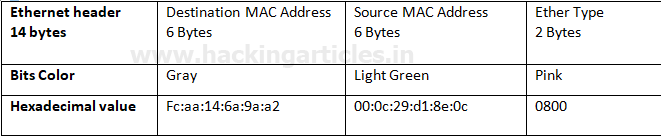 Ethernet header Destination MAC Address Source MAC Address Ether Type
14 bytes 6 Bytes 6 Bytes 2 Bytes
www.hackingarticles.in
Bits Color Gray Light Green Pink
Hexadecimal value Fc:aa:14:6a:9a:a2 00:0c:29:d1:8e:0c 0800